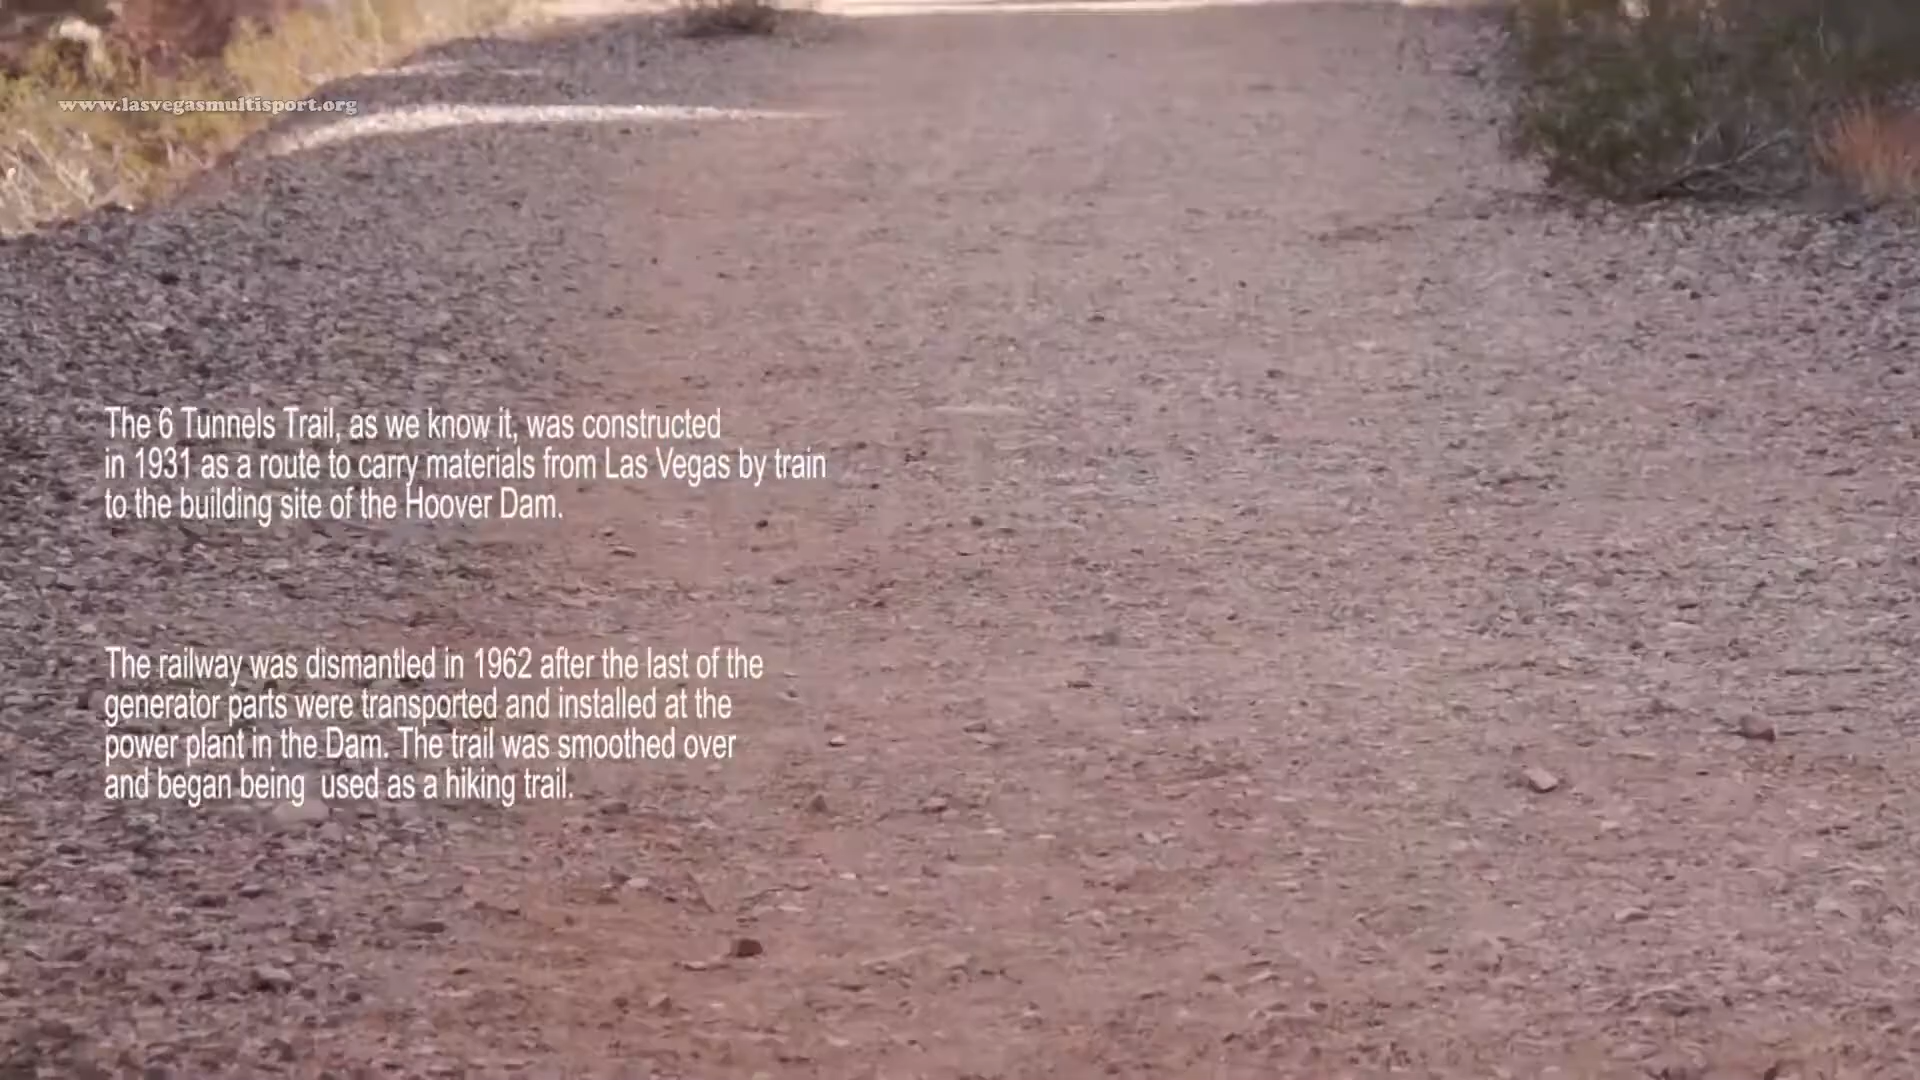 www.lasvegasmultisport.org
The 6 Tunnels Trail, as we know it, was constructed
in 1931 as a route to carry materials from Las Vegas by train
to the building site of the Hoover Dam.
The railway was dismantled in 1962 after the last of the
generator parts were transported and installed at the
power plant in the Dam. The trail was smoothed over
and began being  used as a hiking trail.